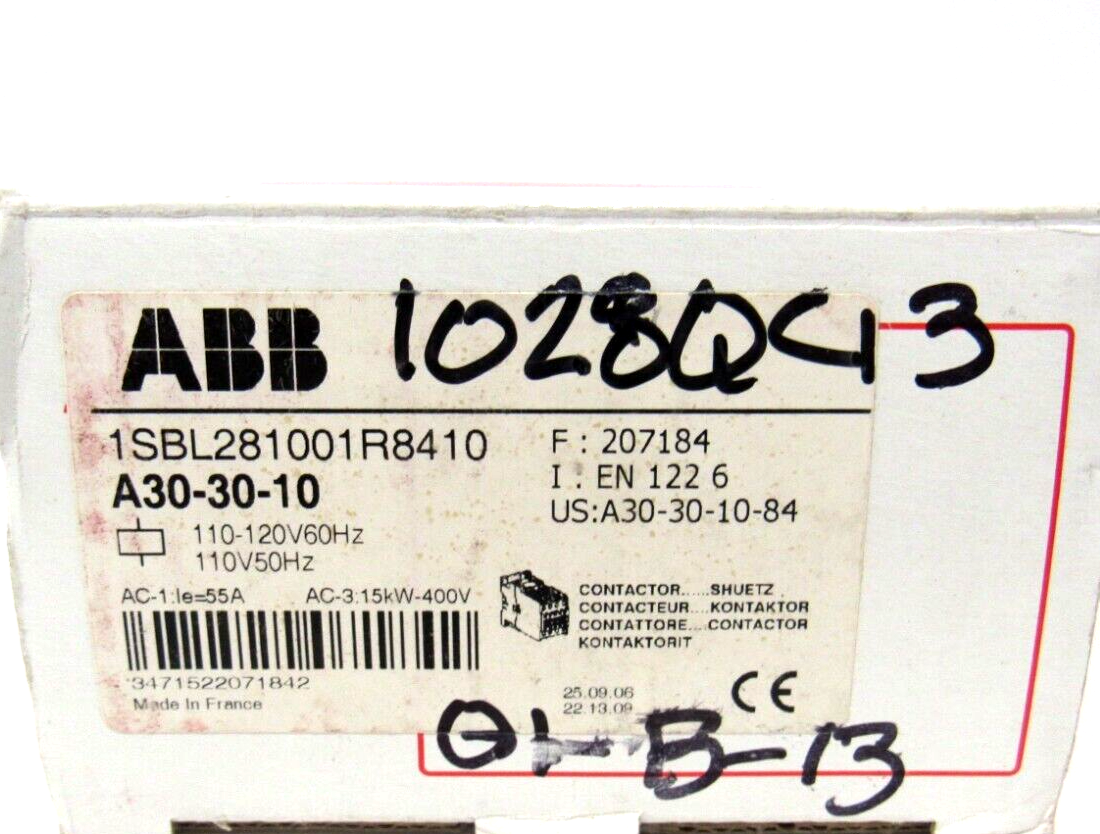 ABB 1028QG3
1SBL281001R8410
A30-30-10
110-120V60Hz
110V50Hz
F : 207184
I : EN 122 6
US:A30-30-10-84
AC-1:Ie=55A AC-3:15kW-400V
3471522071842
Made In France
CONTACTOR......SHUETZ
CONTACTEUR....KONTAKTOR
CONTATTORE....CONTACTOR
KONTAKTORIT
25.09.06
22.13.09
CE
B-13